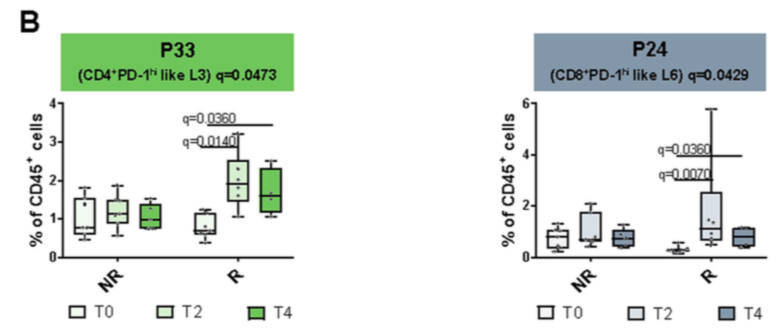 B
P33
(CD4⁺PD-1ʰⁱ like L3) q=0.0473
% of CD45⁺ cells
4
3
2
1
0
q=0.0360
q=0.0140
NR
R
T0
T2
T4
P24
(CD8⁺PD-1ʰⁱ like L6) q=0.0429
% of CD45⁺ cells
6
4
2
0
q=0.0360
q=0.0070
NR
R
T0
T2
T4